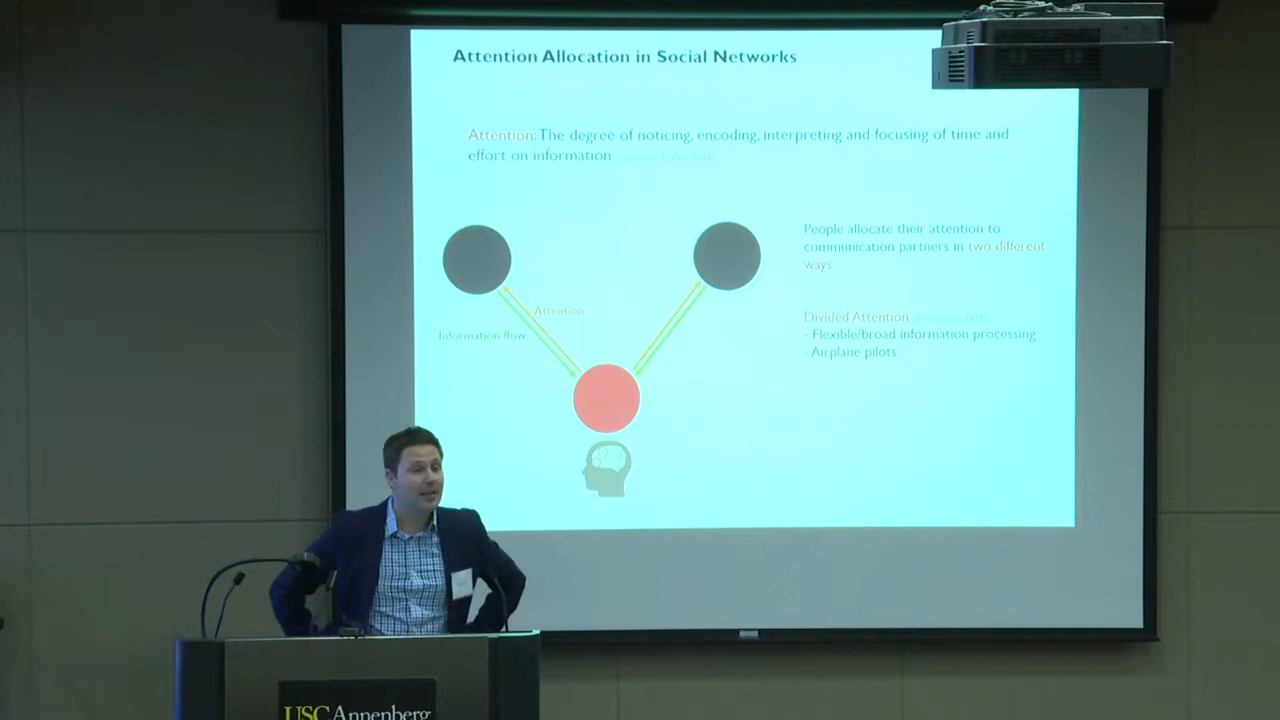 Attention Allocation in Social Networks
Attention: The degree of noticing, encoding, interpreting and focusing of time and
effort on information
People allocate their attention to
communication partners in two different
ways
Attention
Information flow
Divided Attention
- Flexible/broad information processing
- Airplane pilots
USC Annenberg